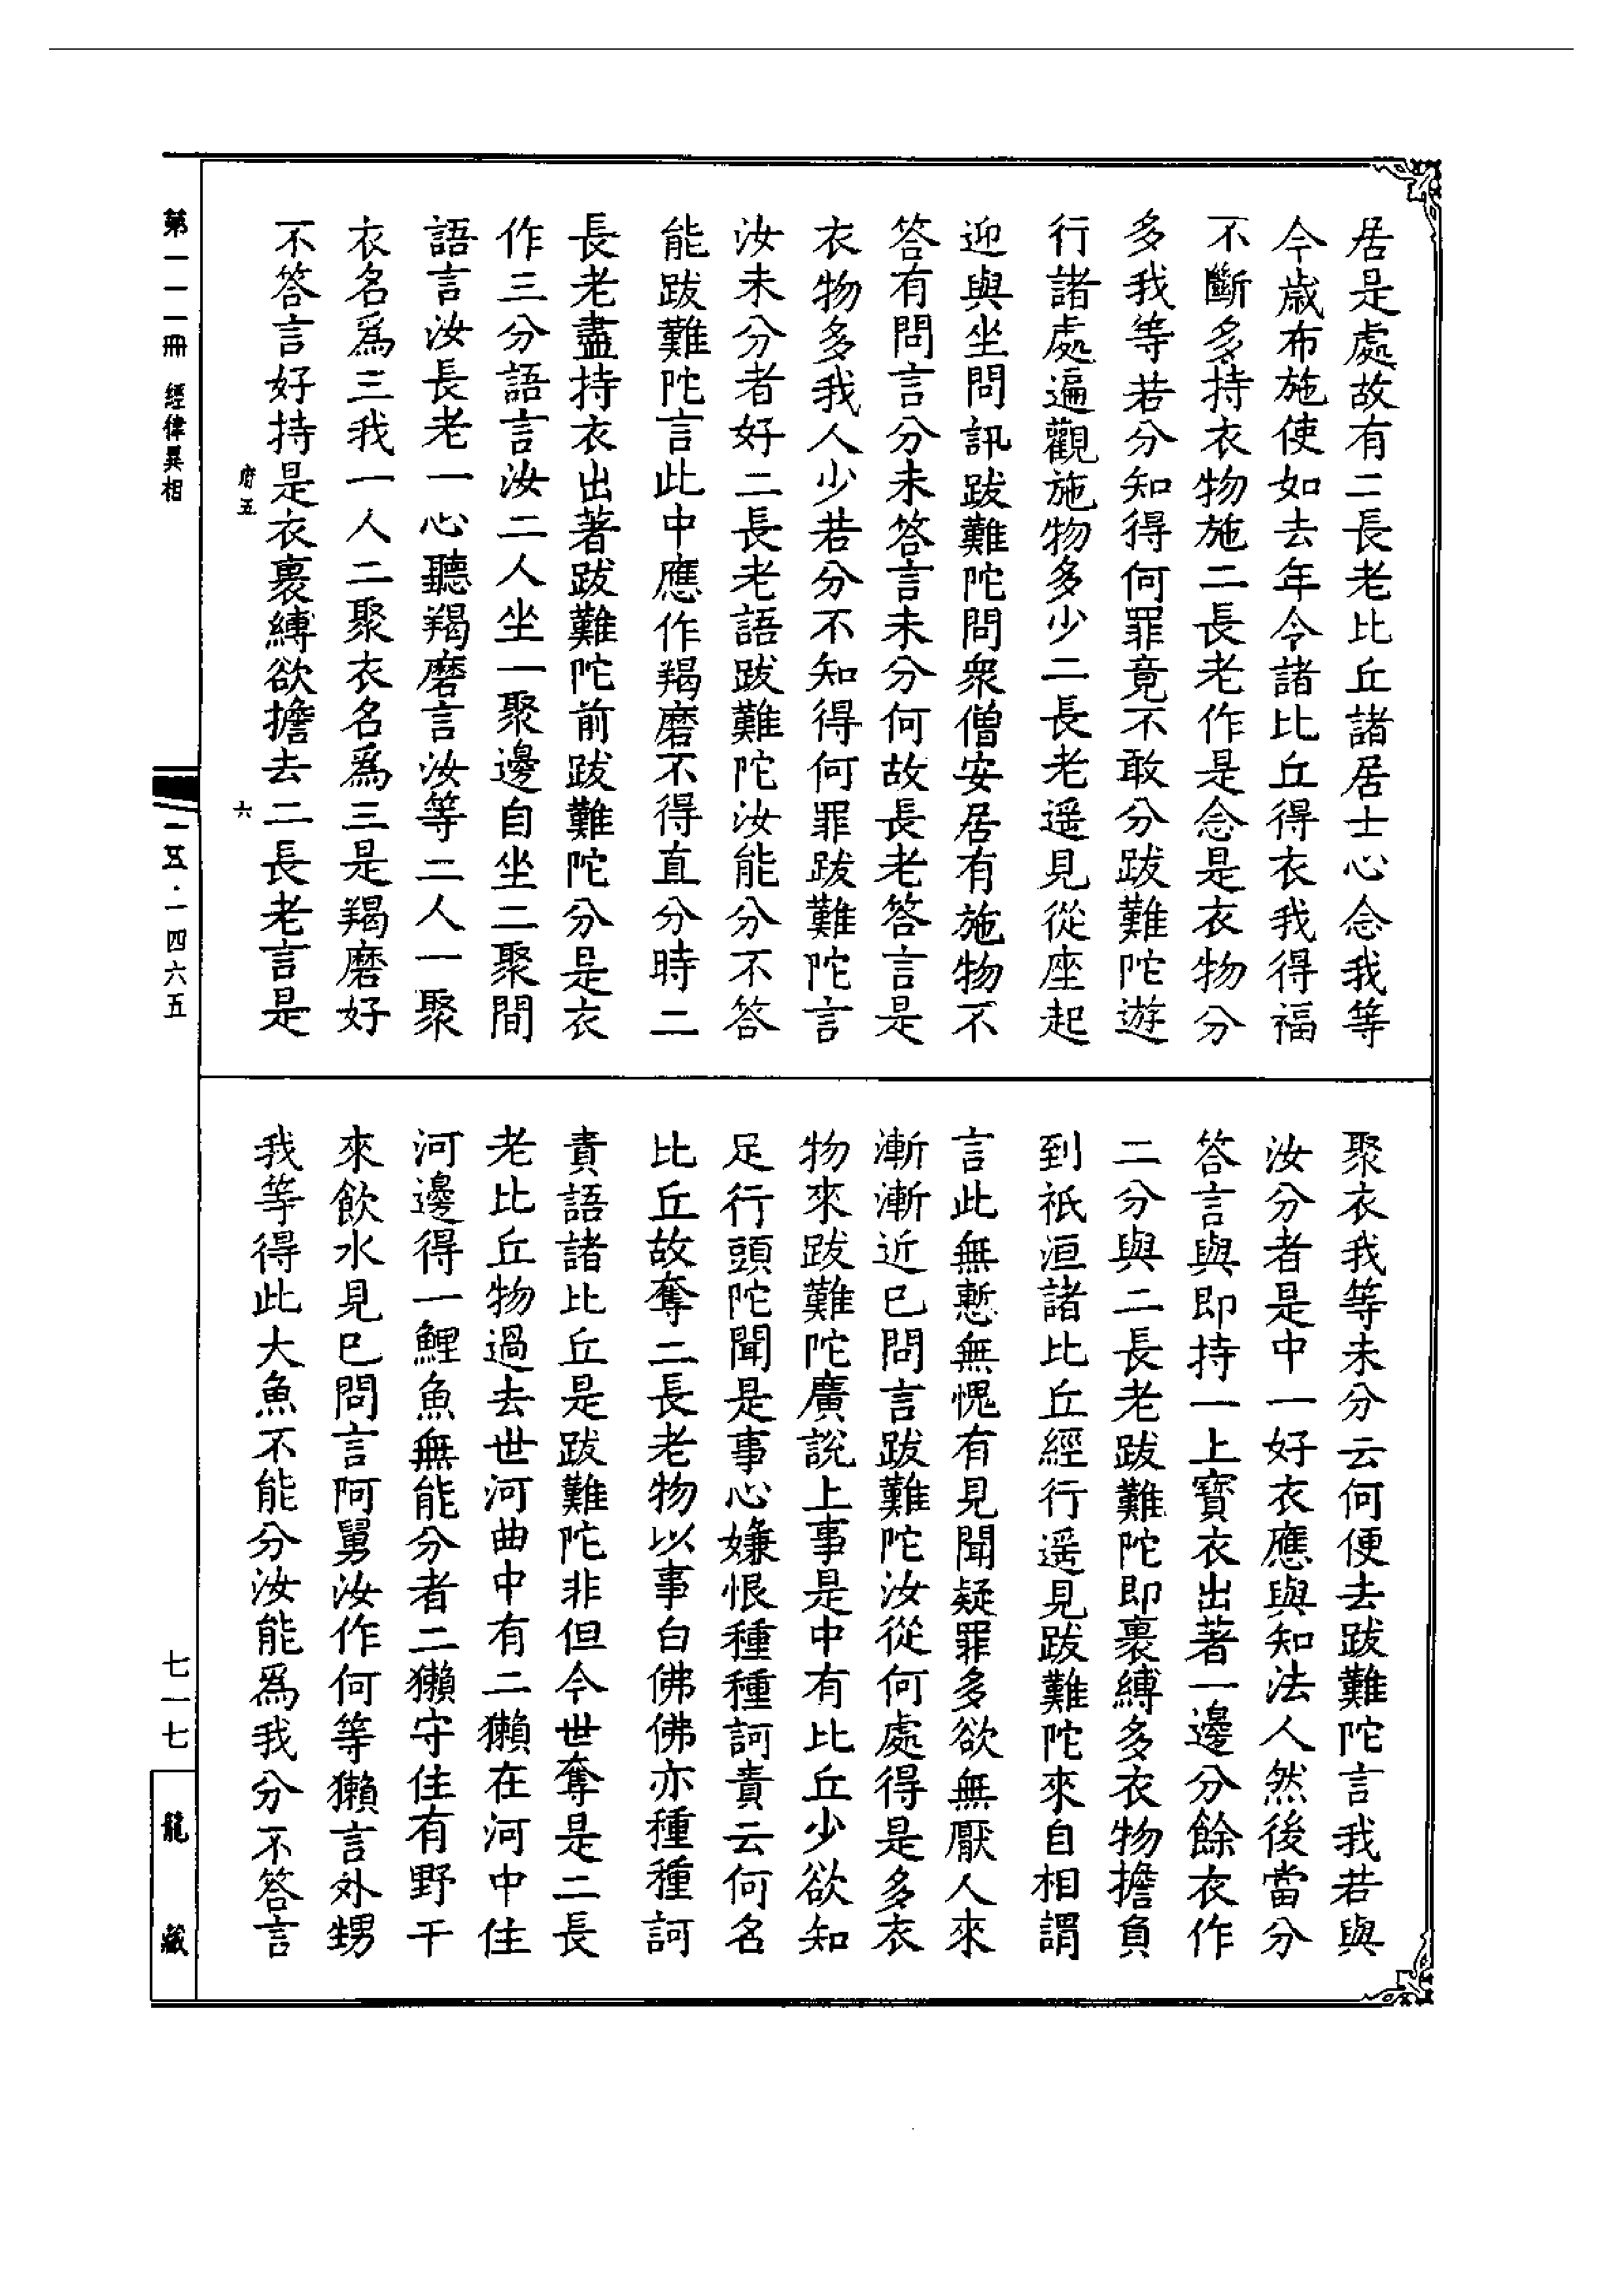 居是處故有二長老比丘諸居士心念我等
今歲布施使如去年令諸比丘得衣我得福
不斷多持衣物施二長老作是念是衣物分
多我等若分知得何罪竟不敢分跋難陀遊
行諸處遍觀施物多少二長老遥見從座起
迎與坐問訊跋難陀問衆僧安居有施物不
答有問言分未答言未分何故長老答言是
衣物多我人少若分不知得何罪跋難陀言
汝未分者好二長老語跋難陀汝能分不答
能跋難陀言此中應作羯磨不得直分時二
長老盡持衣出著跋難陀前跋難陀分是衣
作三分語言汝二人坐一聚邊自坐二聚間
語言汝長老一心聽羯磨言汝等二人一聚
衣名爲三我一人二聚衣名爲三是羯磨好
不答言好持是衣裹縛欲擔去二長老言是
府五
六
聚衣我等未分云何便去跋難陀言我若與
汝分者是中一好衣應與知法人然後當分
答言與即持一上寶衣出著一邊分餘衣作
二分與二長老跋難陀即裹縛多衣物擔負
到祇洹諸比丘經行遥見跋難陀來自相謂
言此無慙無愧有見聞疑罪多欲無厭人來
漸漸近已問言跋難陀汝從何處得是多衣
物來跋難陀廣說上事是中有比丘少欲知
足行頭陀聞是事心嫌恨種種訶責云何名
比丘故奪二長老物以事白佛佛亦種種訶
責語諸比丘是跋難陀非但今世奪是二長
老比丘物過去世河曲中有二獺在河中住
河邊得一鯉魚無能分者二獺守住有野干
來飲水見已問言阿舅汝作何等獺言外甥
我等得此大魚不能分汝能爲我分不答言
第一一一冊 經律異相
一五·一四六五
七一七
龍藏